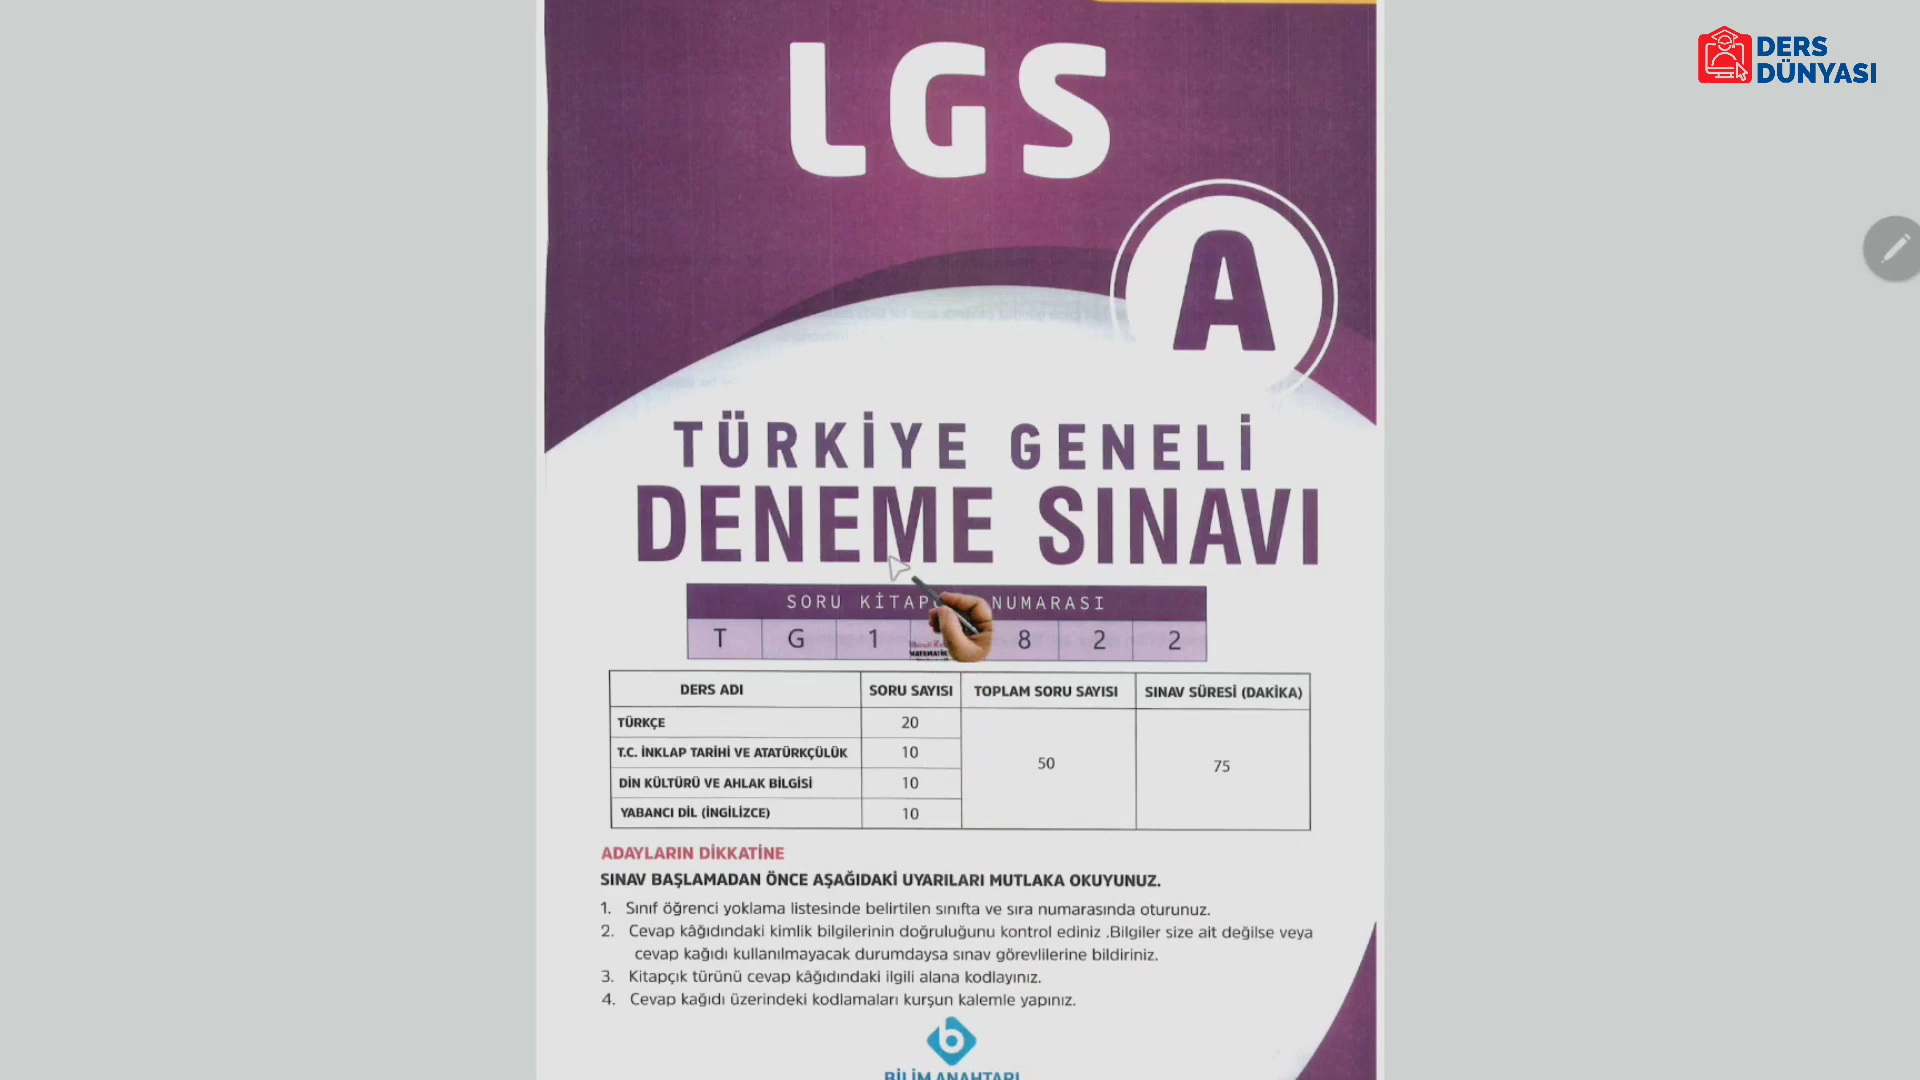 DERS
DÜNYASI
LGS
A
TÜRKİYE GENELİ
DENEME SINAVI
SORU NUMARASI
T G 1 8 2 2
DERS ADI SORU SAYISI TOPLAM SORU SAYISI SINAV SÜRESİ (DAKİKA)
TÜRKÇE 20
T.C. İNKLAP TARİHİ VE ATATÜRKÇÜLÜK 10
50 75
DİN KÜLTÜRÜ VE AHLAK BİLGİSİ 10
YABANCI DİL (İNGİLİZCE) 10
ADAYLARIN DİKKATİNE
SINAV BAŞLAMADAN ÖNCE AŞAĞIDAKİ UYARILARI MUTLAKA OKUYUNUZ.
1. Sınıf öğrenci yoklama listesinde belirtilen sınıfta ve sıra numarasında oturunuz.
2. Cevap kâğıdındaki kimlik bilgilerinin doğruluğunu kontrol ediniz .Bilgiler size ait değilse veya
cevap kağıdı kullanılmayacak durumdaysa sınav görevlilerine bildiriniz.
3. Kitapçık türünü cevap kâğıdındaki ilgili alana kodlayınız.
4. Cevap kağıdı üzerindeki kodlamaları kurşun kalemle yapınız.
BİLİM ANAHTARI